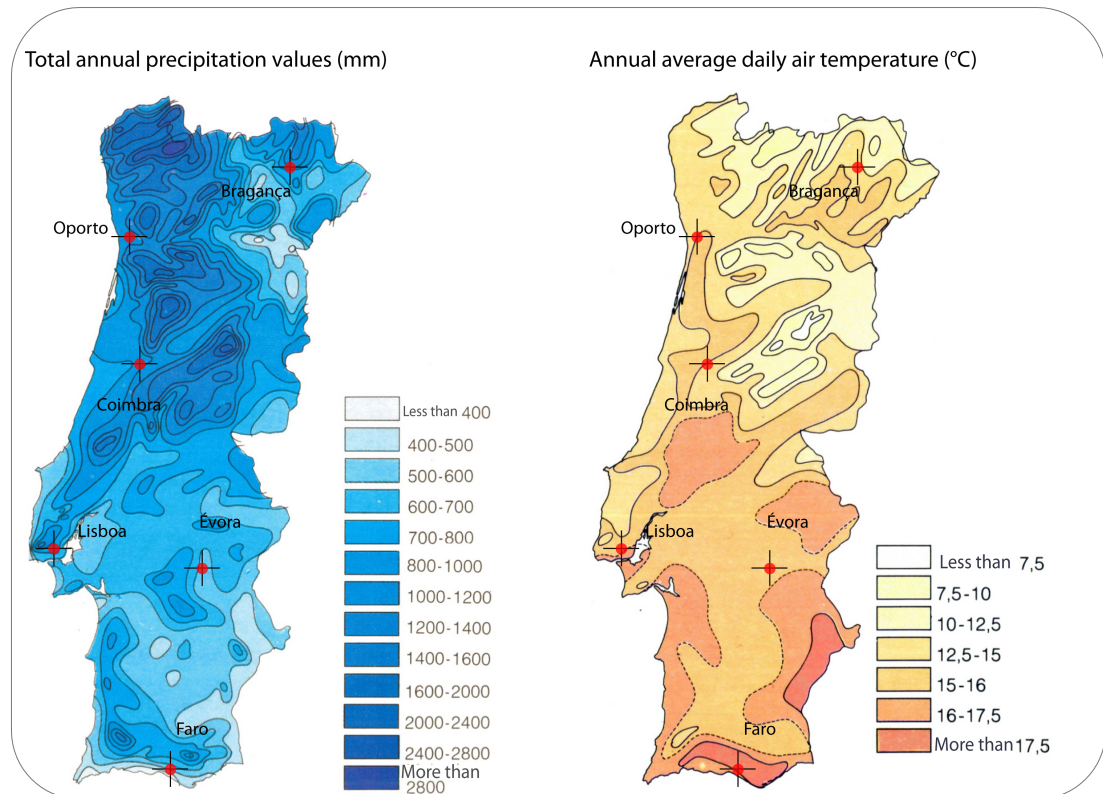 Total annual precipitation values (mm)
Bragança
Oporto
Coimbra
Lisboa
Évora
Faro
Less than 400
400-500
500-600
600-700
700-800
800-1000
1000-1200
1200-1400
1400-1600
1600-2000
2000-2400
2400-2800
More than
2800
Annual average daily air temperature (°C)
Bragança
Oporto
Coimbra
Lisboa
Évora
Faro
Less than 7,5
7,5-10
10-12,5
12,5-15
15-16
16-17,5
More than 17,5